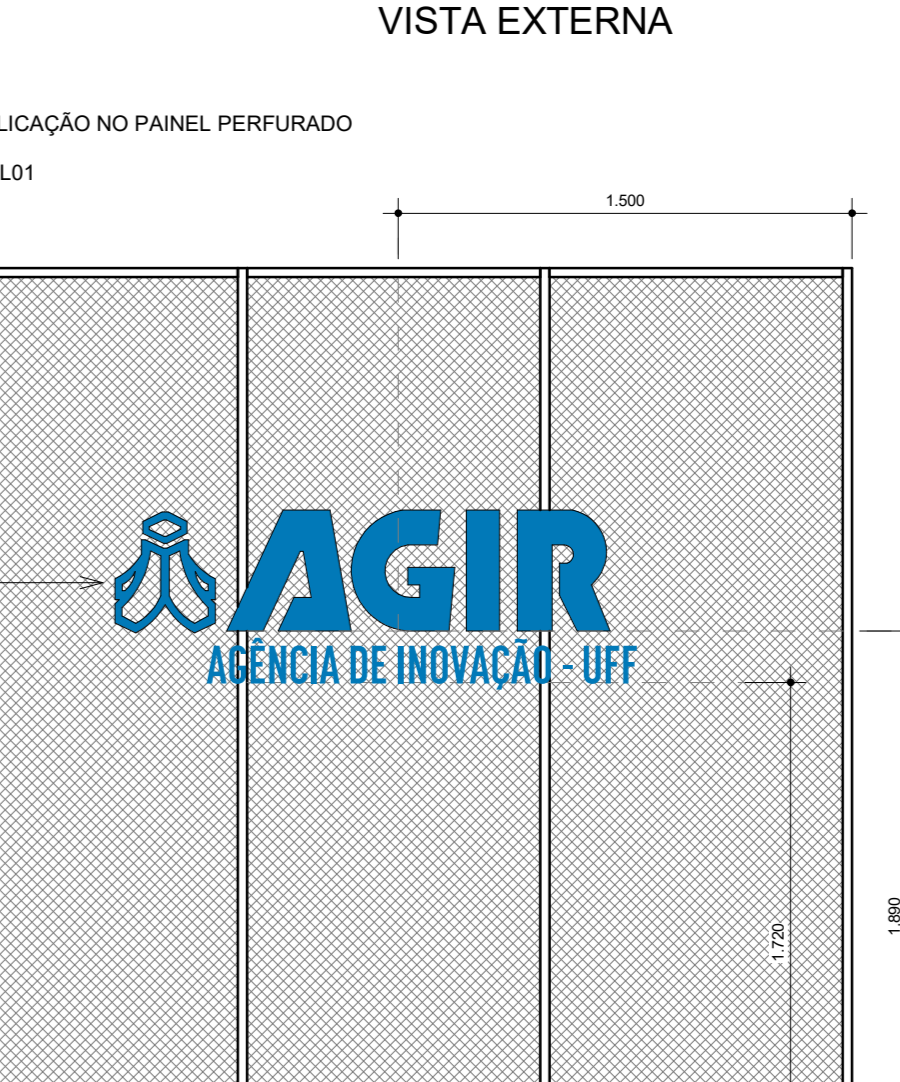 VISTA EXTERNA
LICAÇÃO NO PAINEL PERFURADO
L01
1.500
AGIR
AGÊNCIA DE INOVAÇÃO - UFF
1.720
1.890